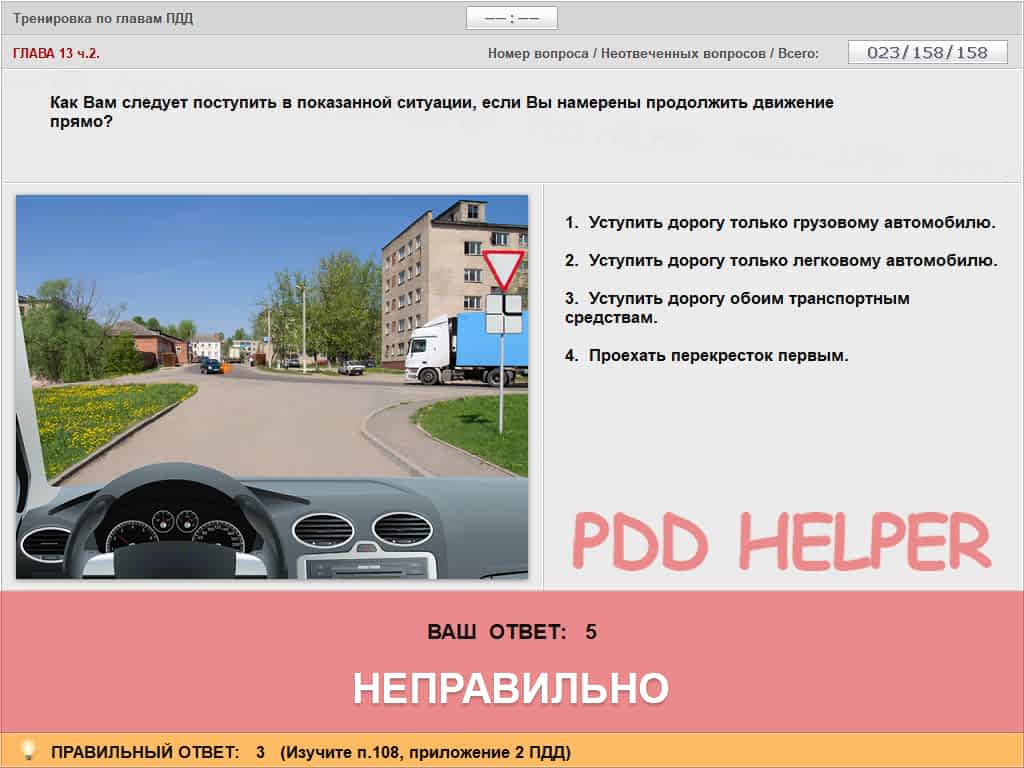 Тренировка по главам ПДД
—— : ——
ГЛАВА 13 ч.2.
Номер вопроса / Неотвеченных вопросов / Всего:
023/158/158
Как Вам следует поступить в показанной ситуации, если Вы намерены продолжить движение
прямо?
1. Уступить дорогу только грузовому автомобилю.
2. Уступить дорогу только легковому автомобилю.
3. Уступить дорогу обоим транспортным
средствам.
4. Проехать перекресток первым.
PDD HELPER
ВАШ ОТВЕТ: 5
НЕПРАВИЛЬНО
ПРАВИЛЬНЫЙ ОТВЕТ: 3 (Изучите п.108, приложение 2 ПДД)